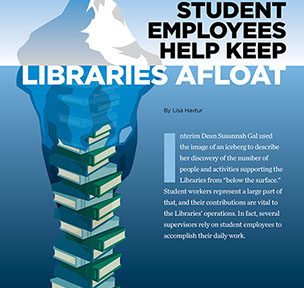 STUDENT
EMPLOYEES
HELP KEEP
LIBRARIES AFLOAT
By Lisa Havtur
Interim Dean Susannah Gal used
the image of an iceberg to describe
her discovery of the number of
people and activities supporting the
Libraries from “below the surface.”
Student workers represent a large part of
that, and their contributions are vital to
the Libraries’ operations. In fact, several
supervisors rely on student employees to
accomplish their daily work.